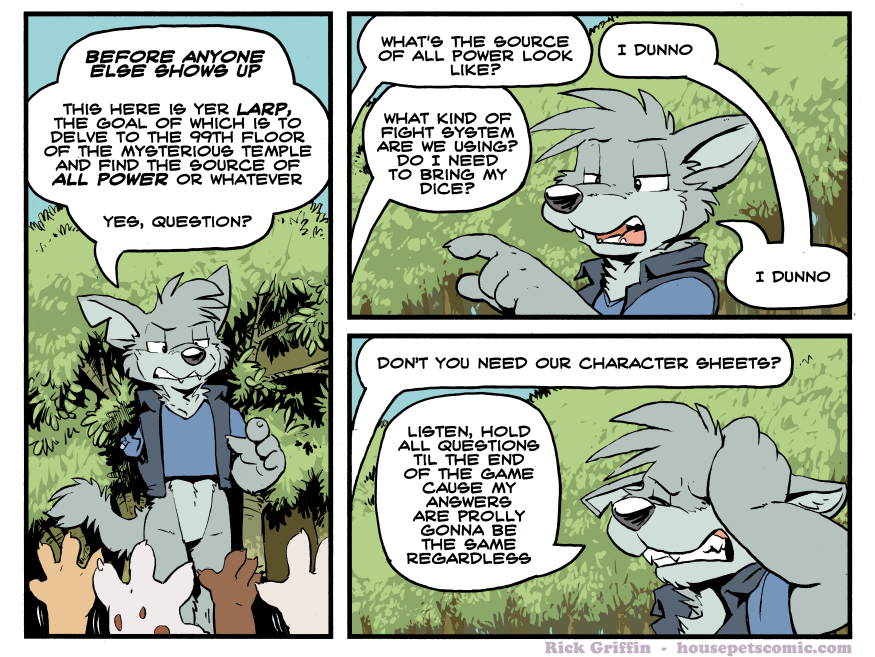 BEFORE ANYONE
ELSE SHOWS UP
THIS HERE IS YER LARP,
THE GOAL OF WHICH IS TO
DELVE TO THE 99TH FLOOR
OF THE MYSTERIOUS TEMPLE
AND FIND THE SOURCE OF
ALL POWER OR WHATEVER
YES, QUESTION?
WHAT'S THE SOURCE
OF ALL POWER LOOK
LIKE?
I DUNNO
WHAT KIND OF
FIGHT SYSTEM
ARE WE USING?
DO I NEED
TO BRING MY
DICE?
I DUNNO
DON'T YOU NEED OUR CHARACTER SHEETS?
LISTEN, HOLD
ALL QUESTIONS
TIL THE END
OF THE GAME
CAUSE MY
ANSWERS
ARE PROLLY
GONNA BE
THE SAME
REGARDLESS
Rick Griffin - housepetscomic.com